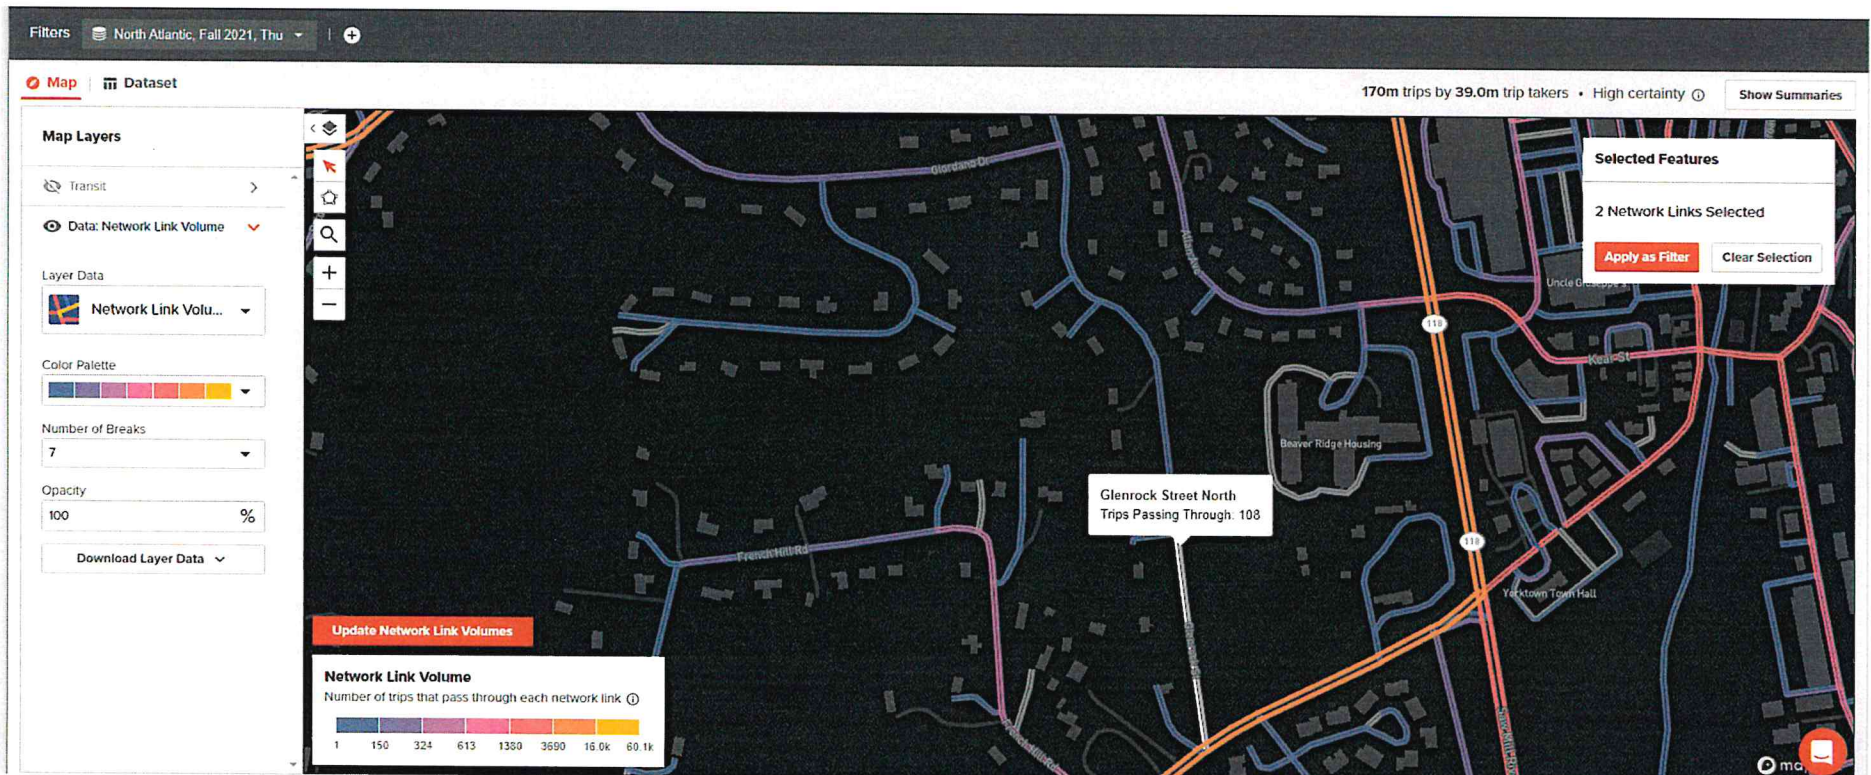 Filters
North Atlantic, Fall 2021, Thu
Map
Dataset
170m trips by 39.0m trip takers • High certainty
Show Summaries
Map Layers
Transit
Data: Network Link Volume
Layer Data
Network Link Volu...
Color Palette
Number of Breaks
7
Opacity
100
%
Download Layer Data
Giordano Dr
Selected Features
2 Network Links Selected
Apply as Filter
Clear Selection
118
Kear St
Beaver Ridge Housing
Glenrock Street North
Trips Passing Through: 108
French Hill Rd
118
Yorktown Town Hall
Update Network Link Volumes
Network Link Volume
Number of trips that pass through each network link
1 150 324 613 1380 3690 16.0k 60.1k
French Hill Rd